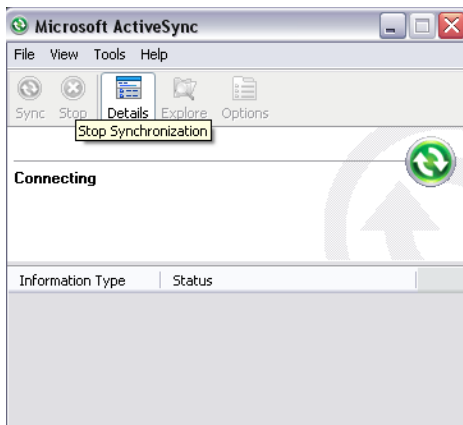 Microsoft ActiveSync
File View Tools Help
Sync Stop Details Explore Options
Stop Synchronization
Connecting
Information Type Status